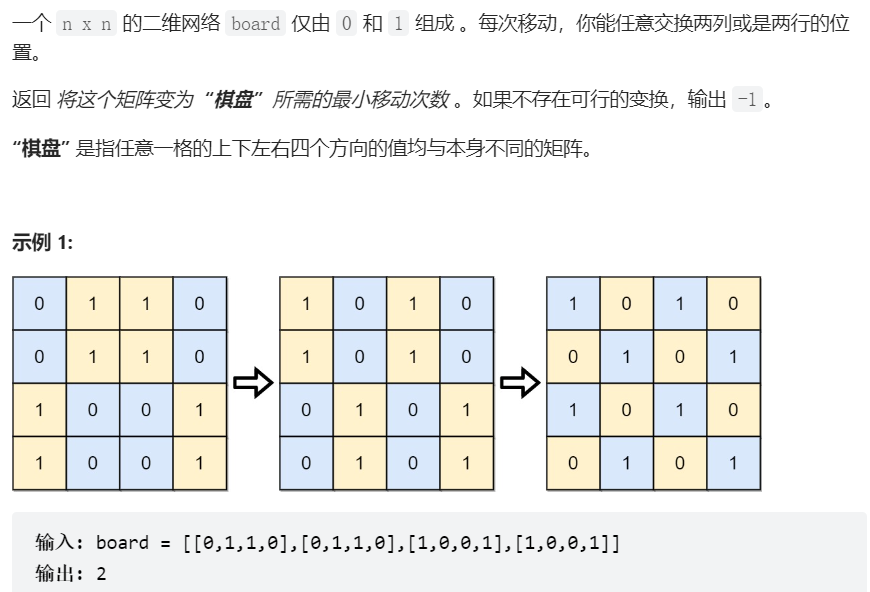 一个 n x n 的二维网络 board 仅由 0 和 1 组成 。每次移动，你能任意交换两列或是两行的位
置。
返回 将这个矩阵变为 “棋盘” 所需的最小移动次数 。如果不存在可行的变换，输出 -1。
“棋盘” 是指任意一格的上下左右四个方向的值均与本身不同的矩阵。
示例 1:
0 1 1 0 1 0 1 0 1 0 1 0
0 1 1 0 1 0 1 0 0 1 0 1
1 0 0 1 0 1 0 1 1 0 1 0
1 0 0 1 0 1 0 1 0 1 0 1
输入: board = [[0,1,1,0],[0,1,1,0],[1,0,0,1],[1,0,0,1]]
输出: 2